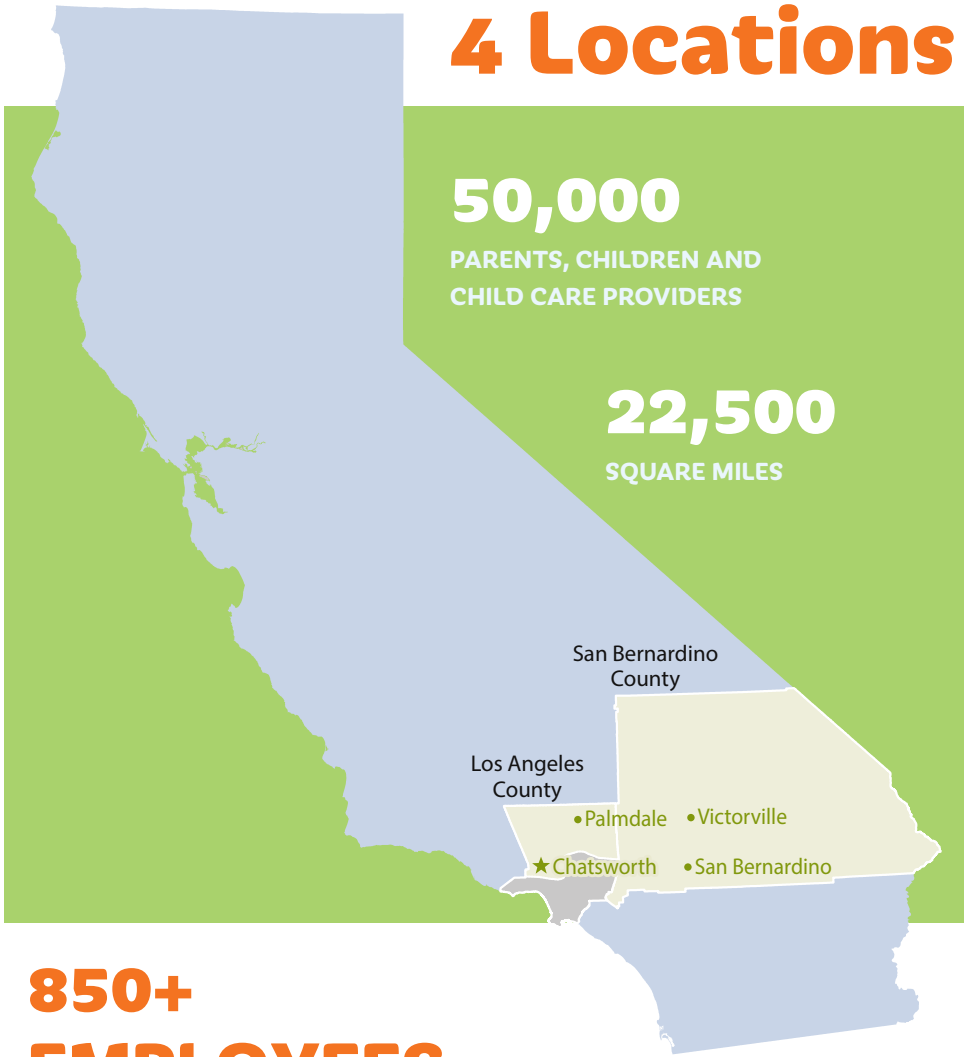 4 Locations
50,000
PARENTS, CHILDREN AND
CHILD CARE PROVIDERS
22,500
SQUARE MILES
San Bernardino
County
Los Angeles
County
Palmdale
Victorville
Chatsworth
San Bernardino
850+
EMPLOYEES